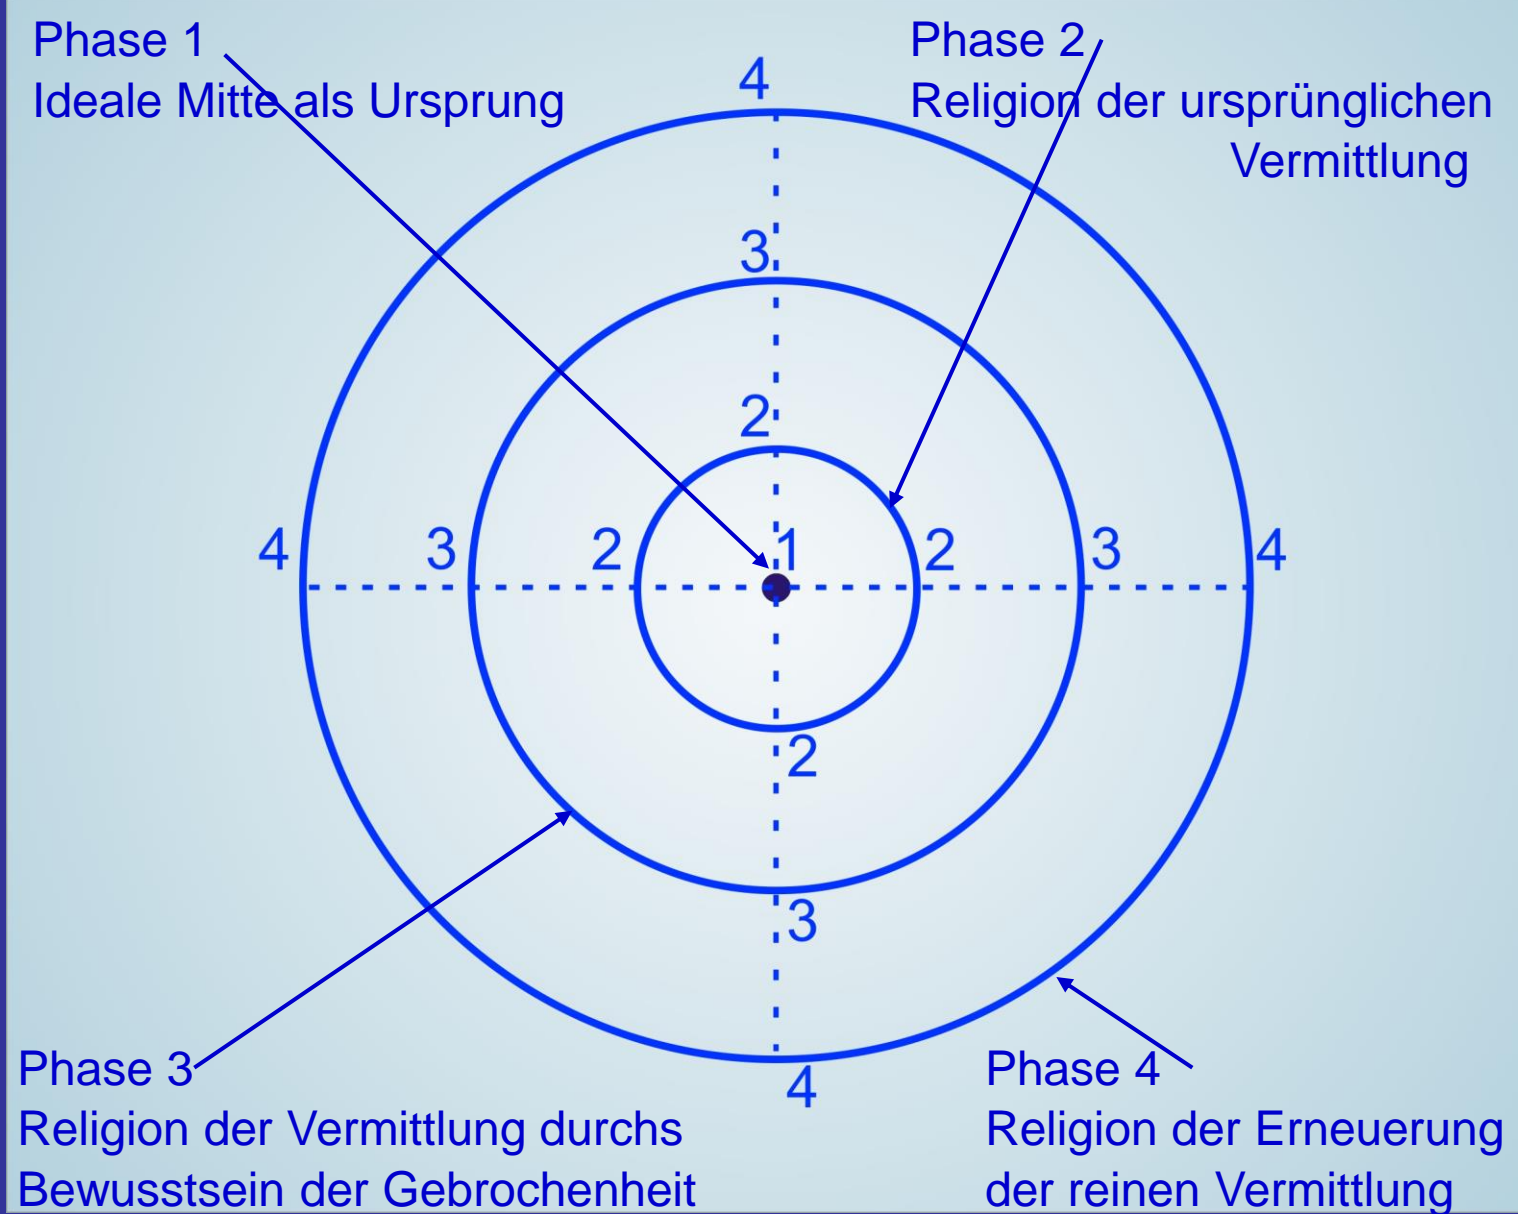 Phase 1
Ideale Mitte als Ursprung
Phase 2
Religion der ursprünglichen
Vermittlung
4
3
2
4 3 2 1 2 3 4
2
3
4
Phase 3
Religion der Vermittlung durchs
Bewusstsein der Gebrochenheit
Phase 4
Religion der Erneuerung
der reinen Vermittlung